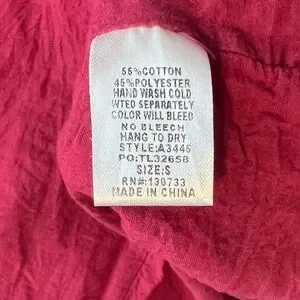 55%COTTON
45%POLYESTER
HAND WASH COLD
WTED SEPARATELY
COLOR WILL BLEED
NO BLEECH
HANG TO DRY
STYLE:A3445
PO:TL32658
SIZE:S
RN#:130733
MADE IN CHINA